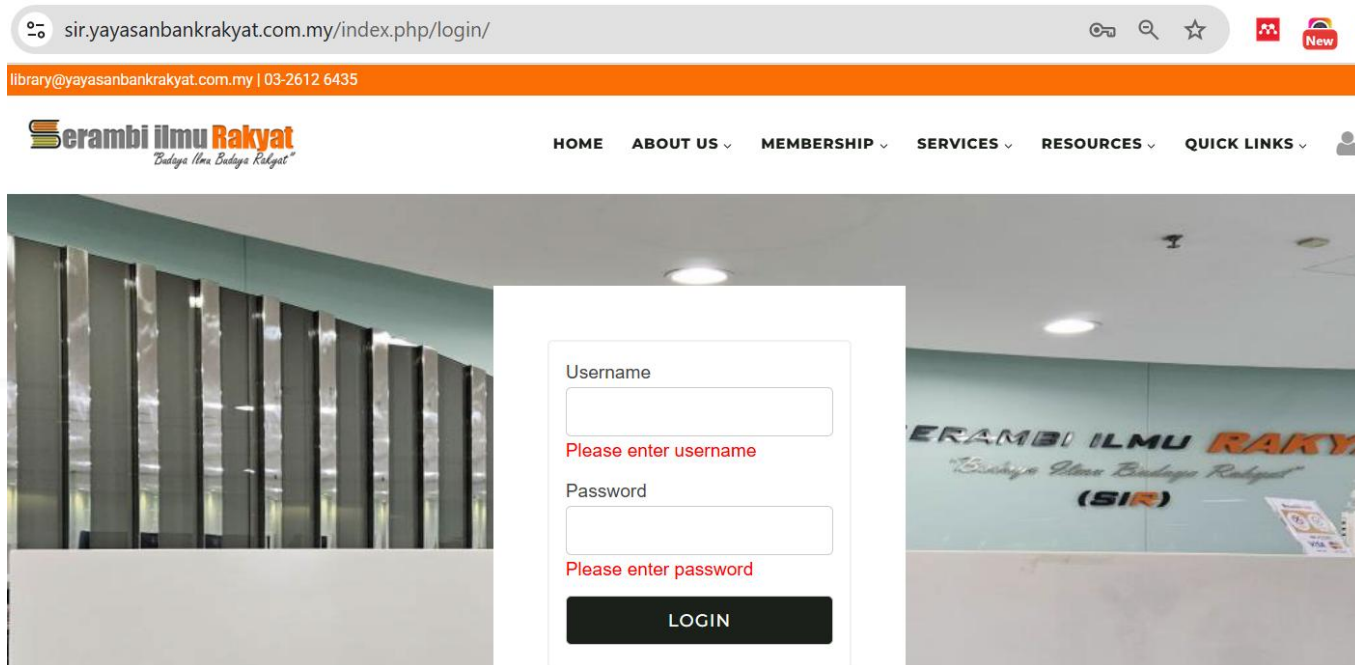 sir.yayasanbankrakyat.com.my/index.php/login/
New
library@yayasanbankrakyat.com.my | 03-2612 6435
Serambi ilmu Rakyat
"Budaya Ilmu Budaya Rakyat"
HOME ABOUT US MEMBERSHIP SERVICES RESOURCES QUICK LINKS
Username
Please enter username
Password
Please enter password
LOGIN
ERAMBI ILMU RAKYA
"Budaya Ilmu Budaya Rakyat"
(SIR)
VISA